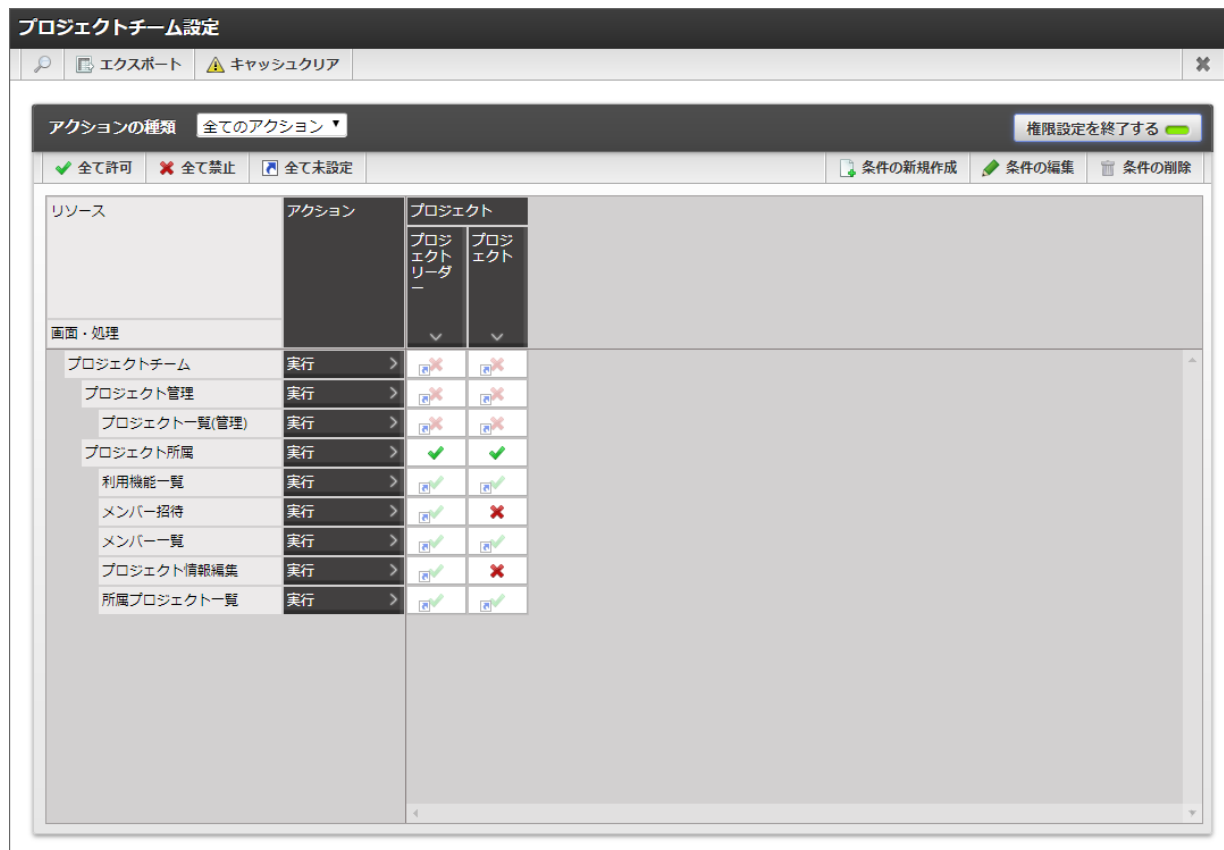 プロジェクトチーム設定
エクスポート キャッシュクリア
アクションの種類 全てのアクション 権限設定を終了する
全て許可 全て禁止 全て未設定 条件の新規作成 条件の編集 条件の削除
リソース アクション プロジェクト
プロジ プロジ
ェクト ェクト
リーダ
ー
画面・処理
プロジェクトチーム 実行
プロジェクト管理 実行
プロジェクト一覧(管理) 実行
プロジェクト所属 実行
利用機能一覧 実行
メンバー招待 実行
メンバー一覧 実行
プロジェクト情報編集 実行
所属プロジェクト一覧 実行